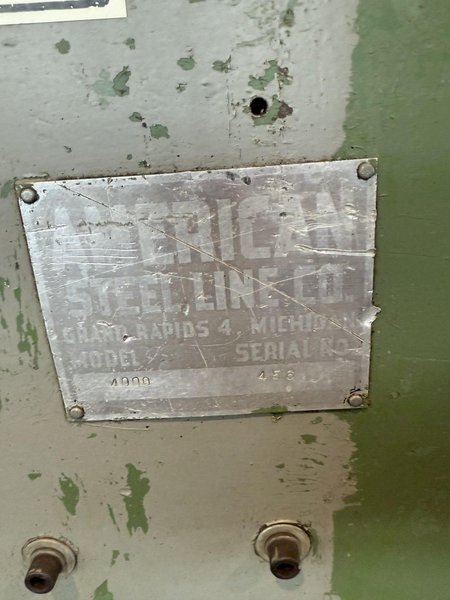 AMERICAN
STEEL LINE CO.
GRAND RAPIDS 4, MICHIGAN
MODEL SERIAL NO.
4000